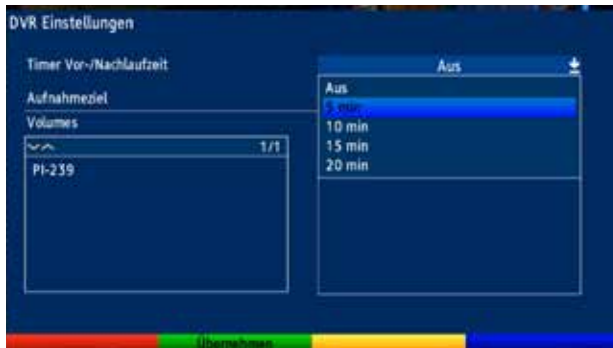 DVR Einstellungen
Timer Vor-/Nachlaufzeit
Aus
Aufnahmeziel
Aus
5 min
10 min
15 min
20 min
Volumes
1/1
PI-239
Übernehmen